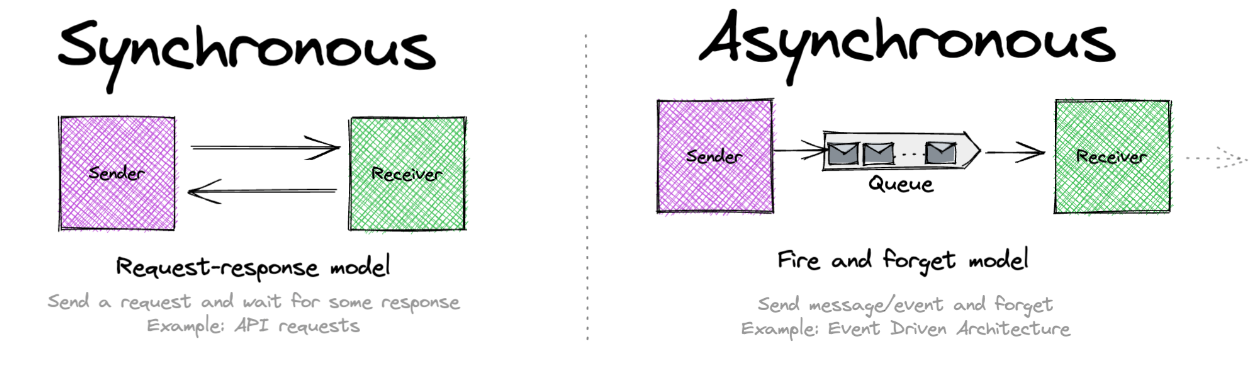 Synchronous
Sender
Receiver
Request-response model
Send a request and wait for some response
Example: API requests
Asynchronous
Sender
Queue
Receiver
Fire and forget model
Send message/event and forget
Example: Event Driven Architecture